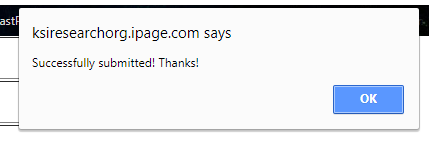 ksiresearchorg.ipage.com says
Successfully submitted! Thanks!
OK